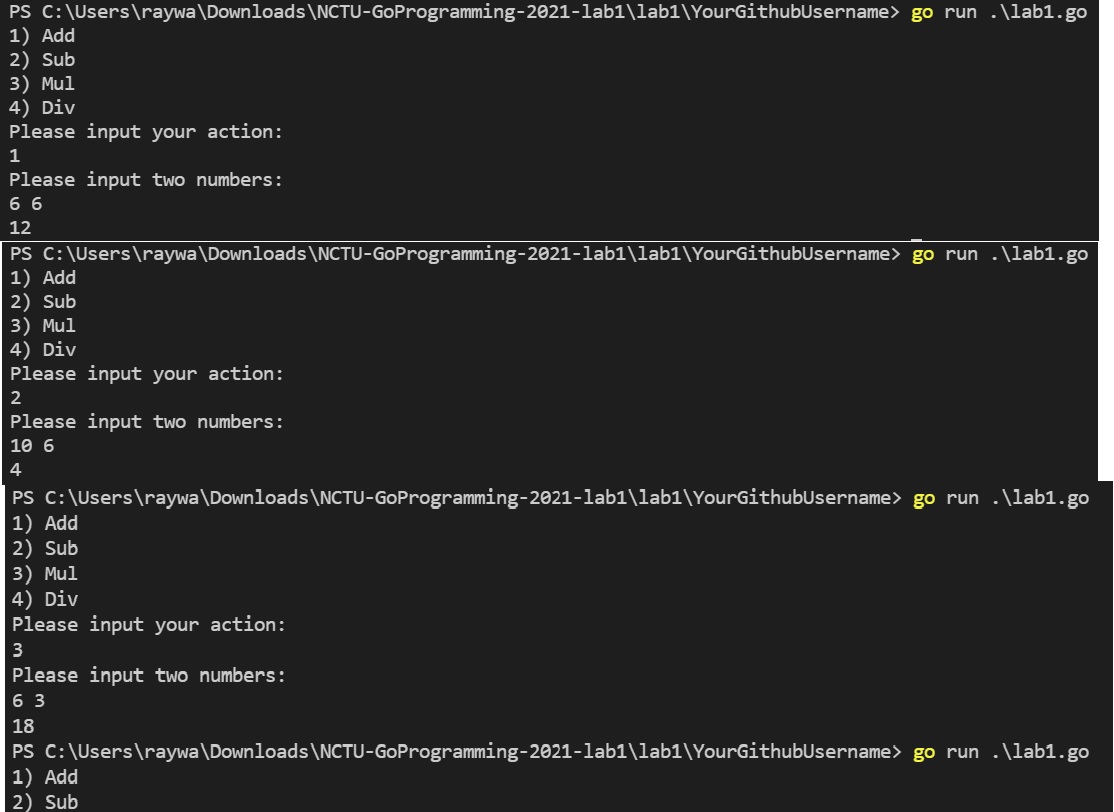 PS C:\Users\raywa\Downloads\NCTU-GoProgramming-2021-lab1\lab1\YourGithubUsername> go run .\lab1.go
1) Add
2) Sub
3) Mul
4) Div
Please input your action:
1
Please input two numbers:
6 6
12
PS C:\Users\raywa\Downloads\NCTU-GoProgramming-2021-lab1\lab1\YourGithubUsername> go run .\lab1.go
1) Add
2) Sub
3) Mul
4) Div
Please input your action:
2
Please input two numbers:
10 6
4
PS C:\Users\raywa\Downloads\NCTU-GoProgramming-2021-lab1\lab1\YourGithubUsername> go run .\lab1.go
1) Add
2) Sub
3) Mul
4) Div
Please input your action:
3
Please input two numbers:
6 3
18
PS C:\Users\raywa\Downloads\NCTU-GoProgramming-2021-lab1\lab1\YourGithubUsername> go run .\lab1.go
1) Add
2) Sub